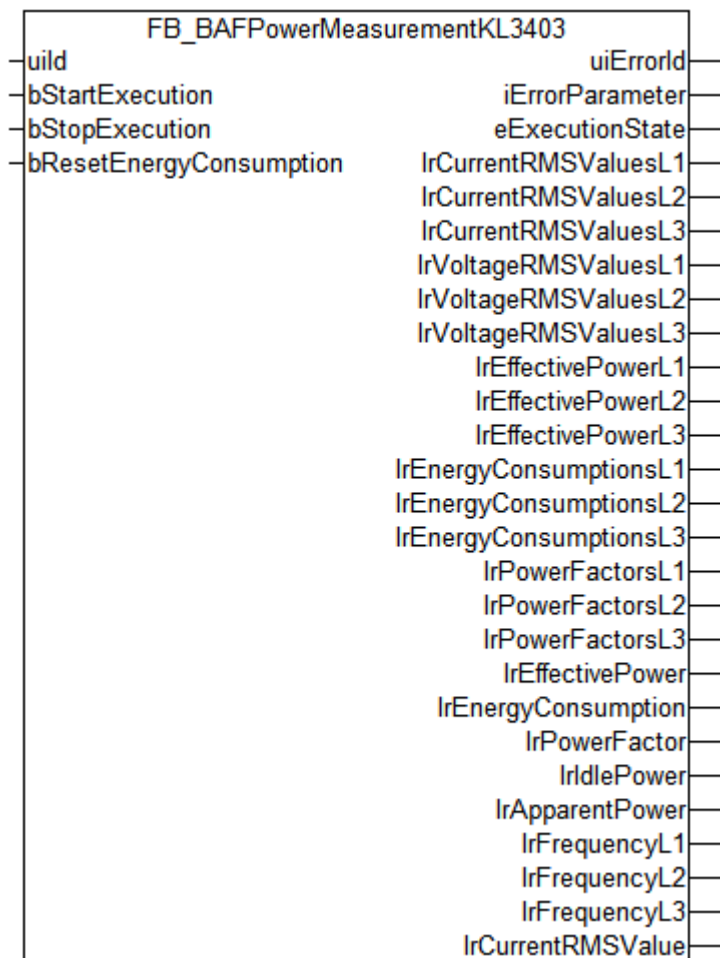 FB_BAFPowerMeasurementKL3403
uiId uiErrorId
bStartExecution iErrorParameter
bStopExecution eExecutionState
bResetEnergyConsumption lrCurrentRMSValuesL1
lrCurrentRMSValuesL2
lrCurrentRMSValuesL3
lrVoltageRMSValuesL1
lrVoltageRMSValuesL2
lrVoltageRMSValuesL3
lrEffectivePowerL1
lrEffectivePowerL2
lrEffectivePowerL3
lrEnergyConsumptionsL1
lrEnergyConsumptionsL2
lrEnergyConsumptionsL3
lrPowerFactorsL1
lrPowerFactorsL2
lrPowerFactorsL3
lrEffectivePower
lrEnergyConsumption
lrPowerFactor
lrIdlePower
lrApparentPower
lrFrequencyL1
lrFrequencyL2
lrFrequencyL3
lrCurrentRMSValue